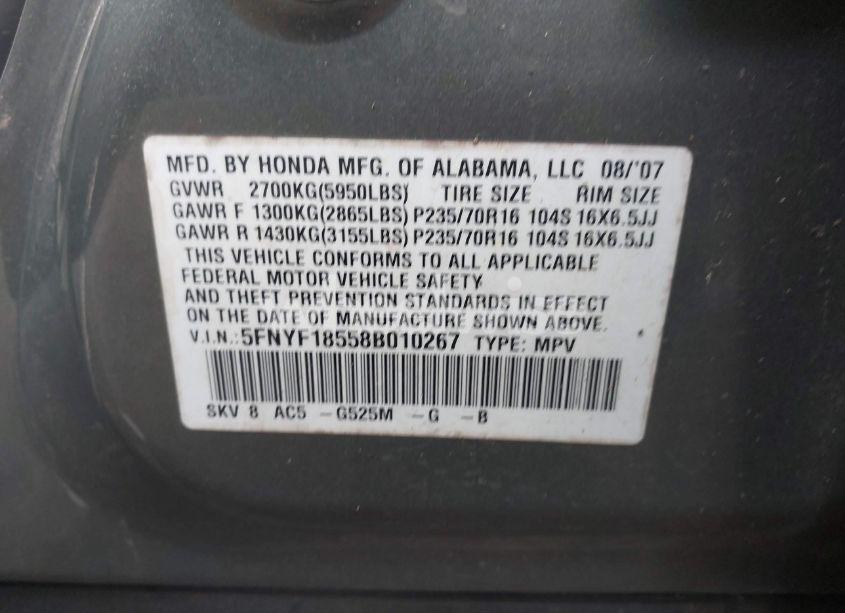 MFD. BY HONDA MFG. OF ALABAMA, LLC 08/'07
GVWR 2700KG(5950LBS) TIRE SIZE RIM SIZE
GAWR F 1300KG(2865LBS) P235/70R16 104S 16X6.5JJ
GAWR R 1430KG(3155LBS) P235/70R16 104S 16X6.5JJ
THIS VEHICLE CONFORMS TO ALL APPLICABLE
FEDERAL MOTOR VEHICLE SAFETY
AND THEFT PREVENTION STANDARDS IN EFFECT
ON THE DATE OF MANUFACTURE SHOWN ABOVE.
V.I.N.: 5FNYF18558B010267 TYPE: MPV
SKV 8 AC5 -G525M -G -B